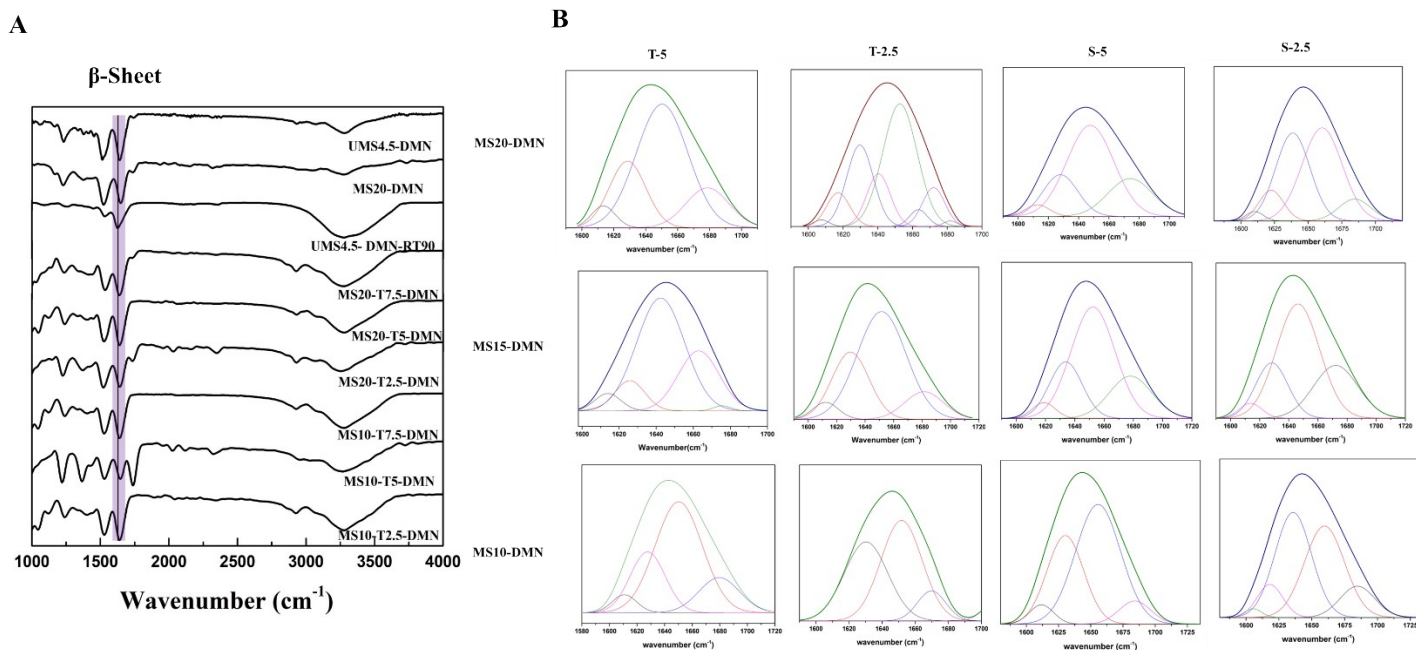 A
β-Sheet
UMS4.5-DMN
MS20-DMN
UMS4.5- DMN-RT90
MS20-T7.5-DMN
MS20-T5-DMN
MS20-T2.5-DMN
MS10-T7.5-DMN
MS10-T5-DMN
MS10-T2.5-DMN
1000 1500 2000 2500 3000 3500 4000
Wavenumber (cm⁻¹)
B
T-5 T-2.5 S-5 S-2.5
MS20-DMN
1600 1620 1640 1660 1680 1700
wavenumber (cm⁻¹)
1620 1640 1660 1680 1700
wavenumber (cm⁻¹)
1600 1620 1640 1660 1680 1700
wavenumber (cm⁻¹)
1600 1625 1650 1675 1700
wavenumber (cm⁻¹)
MS15-DMN
1600 1620 1640 1660 1680 1700
Wavenumber(cm⁻¹)
1600 1620 1640 1660 1680 1700 1720
Wavenumber(cm⁻¹)
1600 1620 1640 1660 1680 1700 1720
wavenumber (cm⁻¹)
1600 1620 1640 1660 1680 1700 1720
wavenumber (cm⁻¹)
MS10-DMN
1580 1600 1620 1640 1660 1680 1700 1720
wavenumber (cm⁻¹)
1600 1620 1640 1660 1680 1700
wavenumber (cm⁻¹)
1600 1625 1650 1675 1700 1725
wavenumber (cm⁻¹)
1600 1620 1640 1660 1680 1700 1720
wavenumber (cm⁻¹)